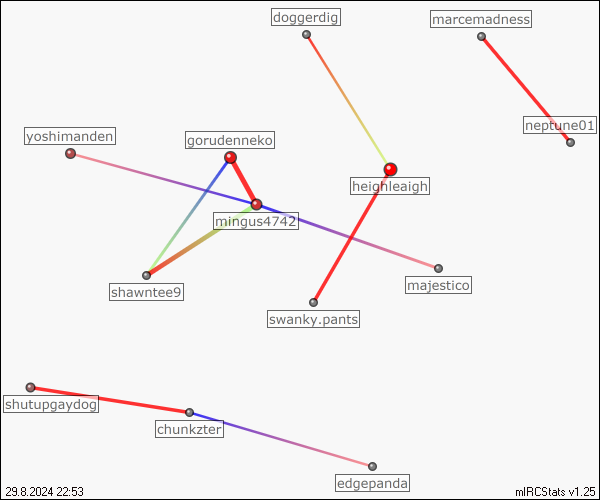 doggerdig
marcemadness
neptune01
yoshimanden
gorudenneko
heighleaigh
mingus4742
majestico
shawntee9
swanky.pants
shutupgaydog
chunkzter
edgepanda
29.8.2024 22:53
mIRCStats v1.25